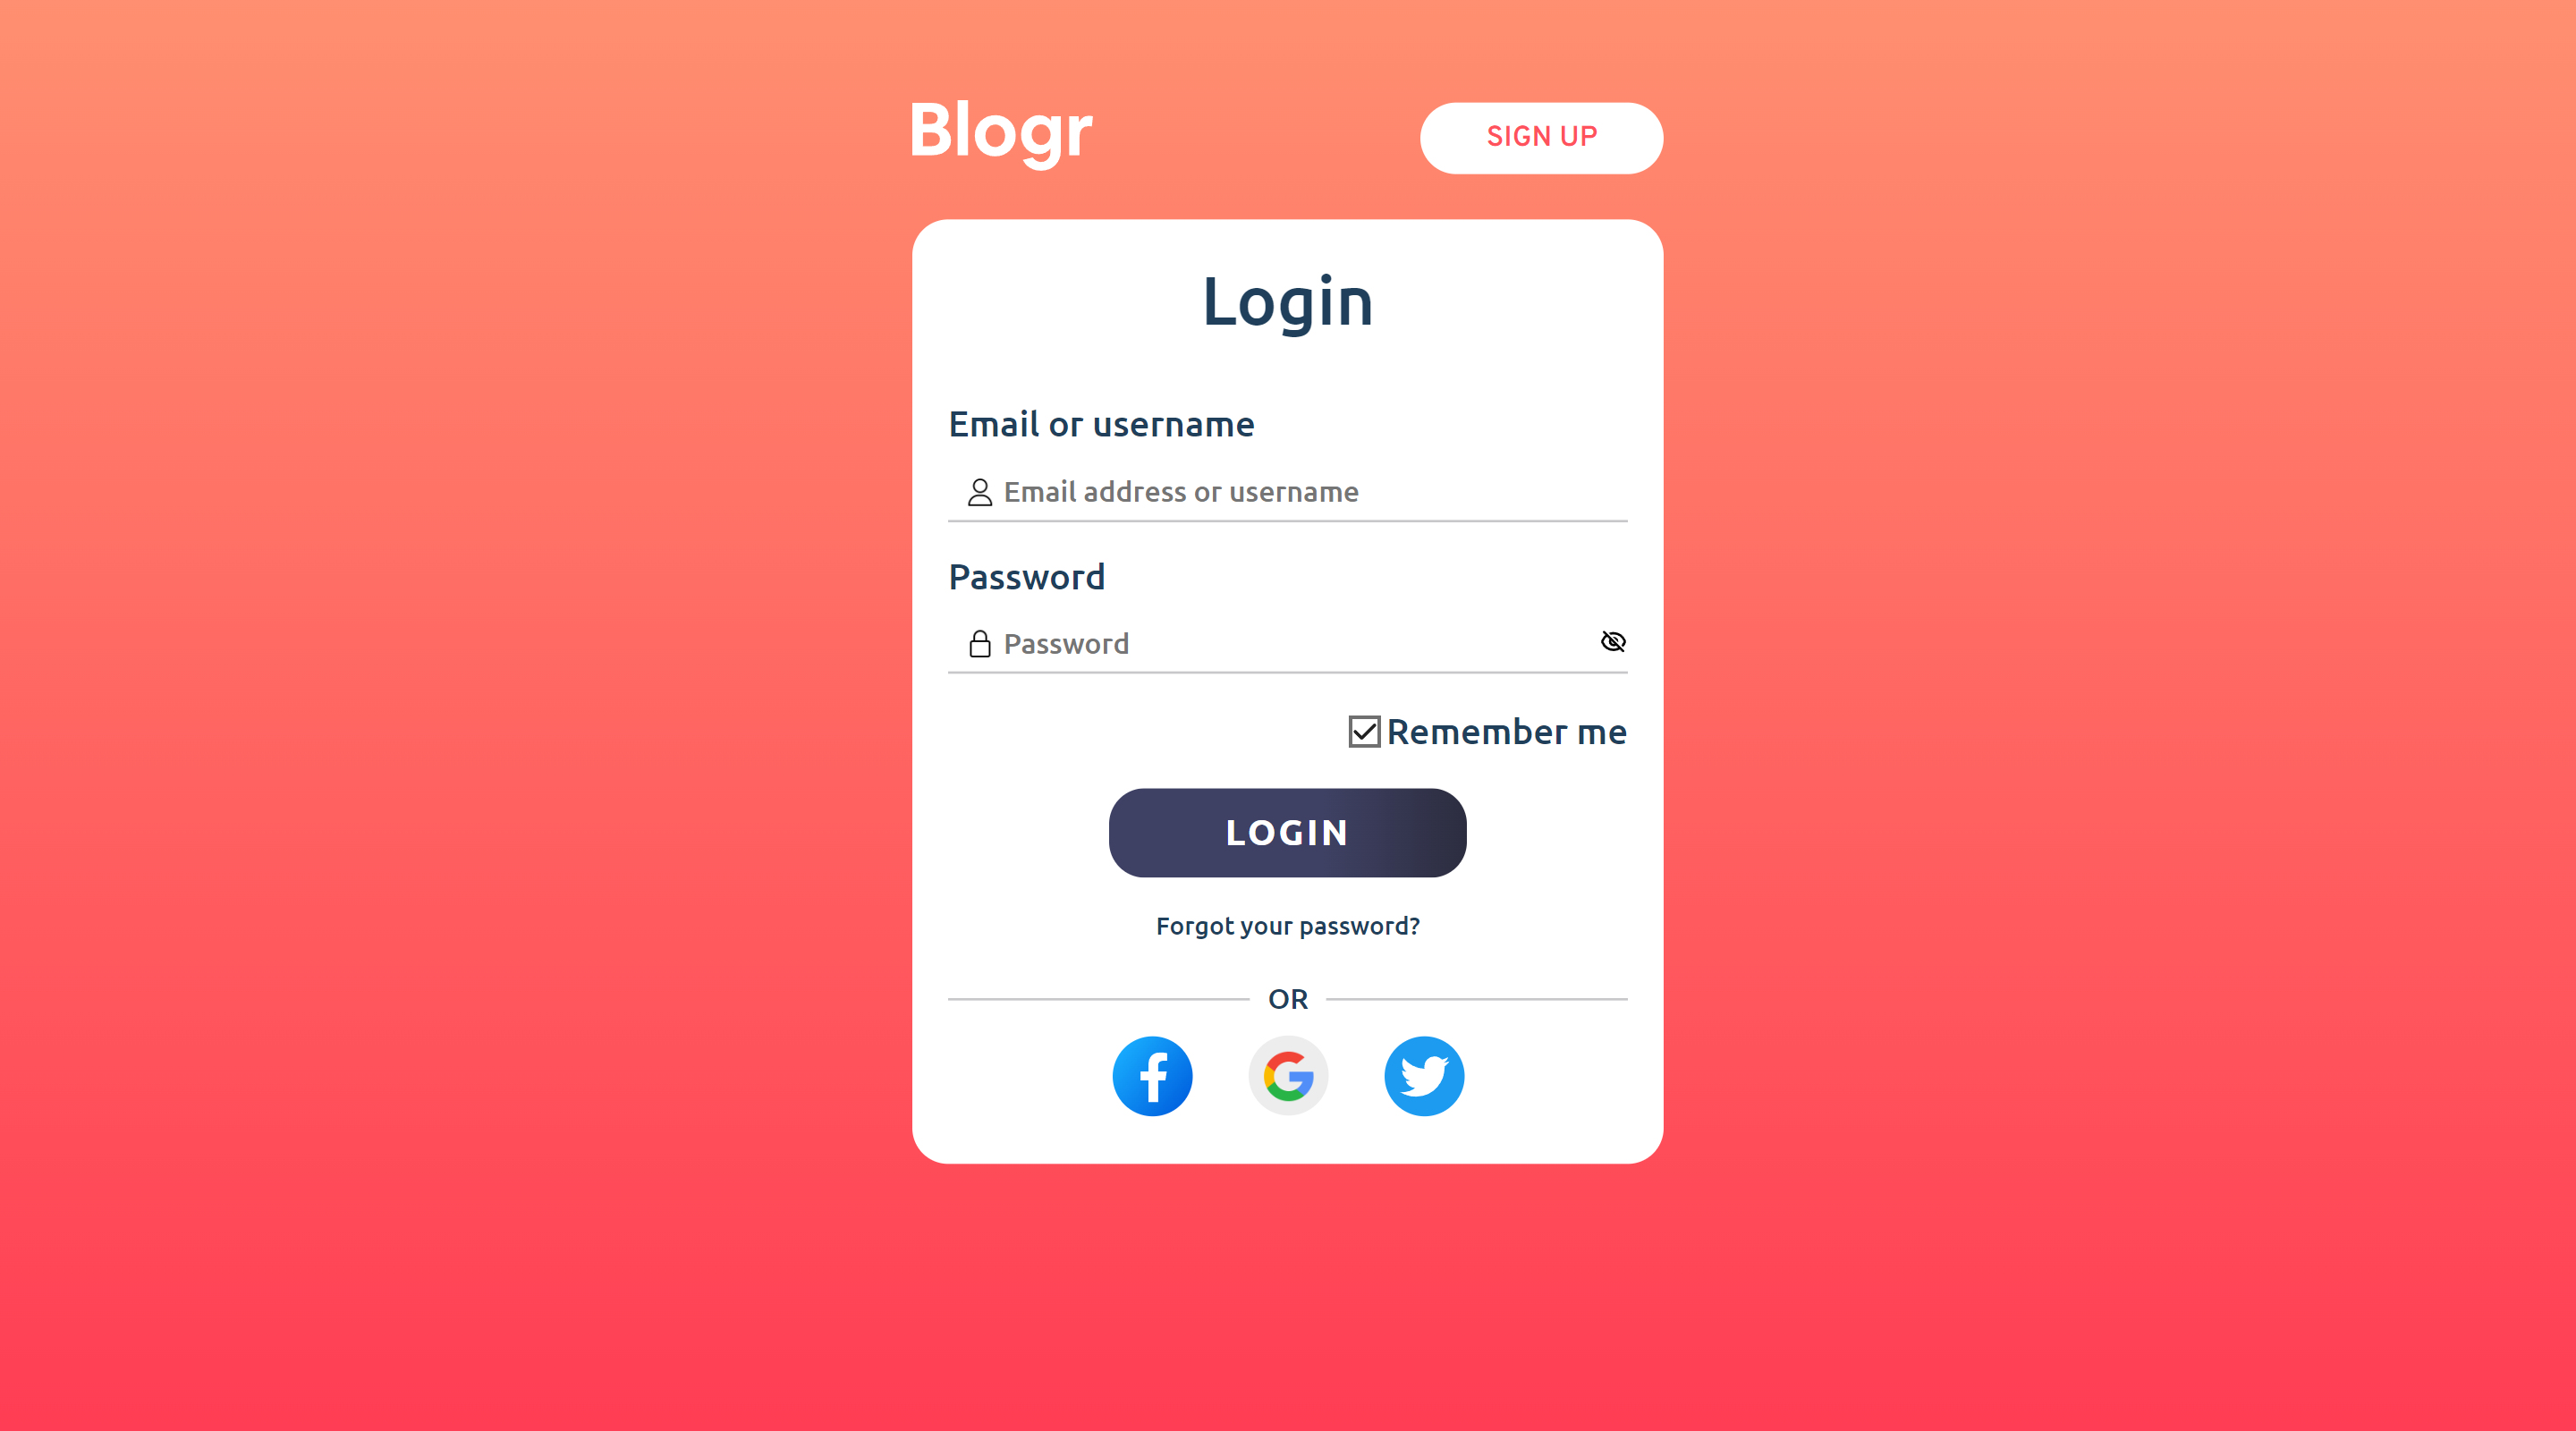 Blogr
SIGN UP
Login
Email or username
Email address or username
Password
Password
Remember me
LOGIN
Forgot your password?
OR